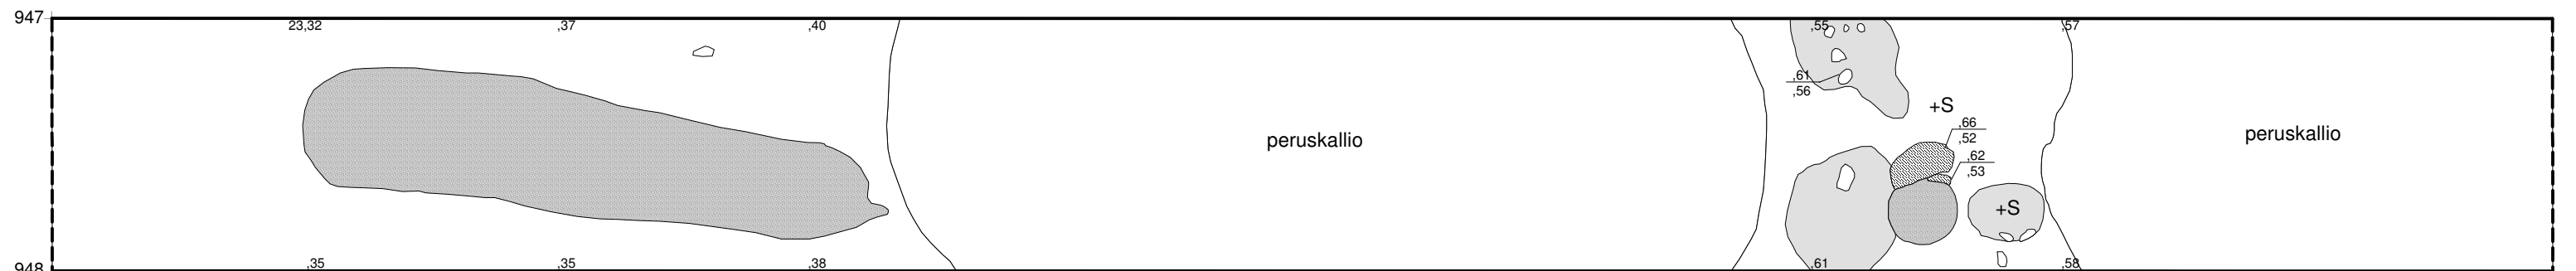 947
23,32 ,37 ,40 ,55 ,57
,61
,56
+S
,66
,52
peruskallio peruskallio
,62
,53
+S
948 ,35 ,35 ,38 ,61 ,58